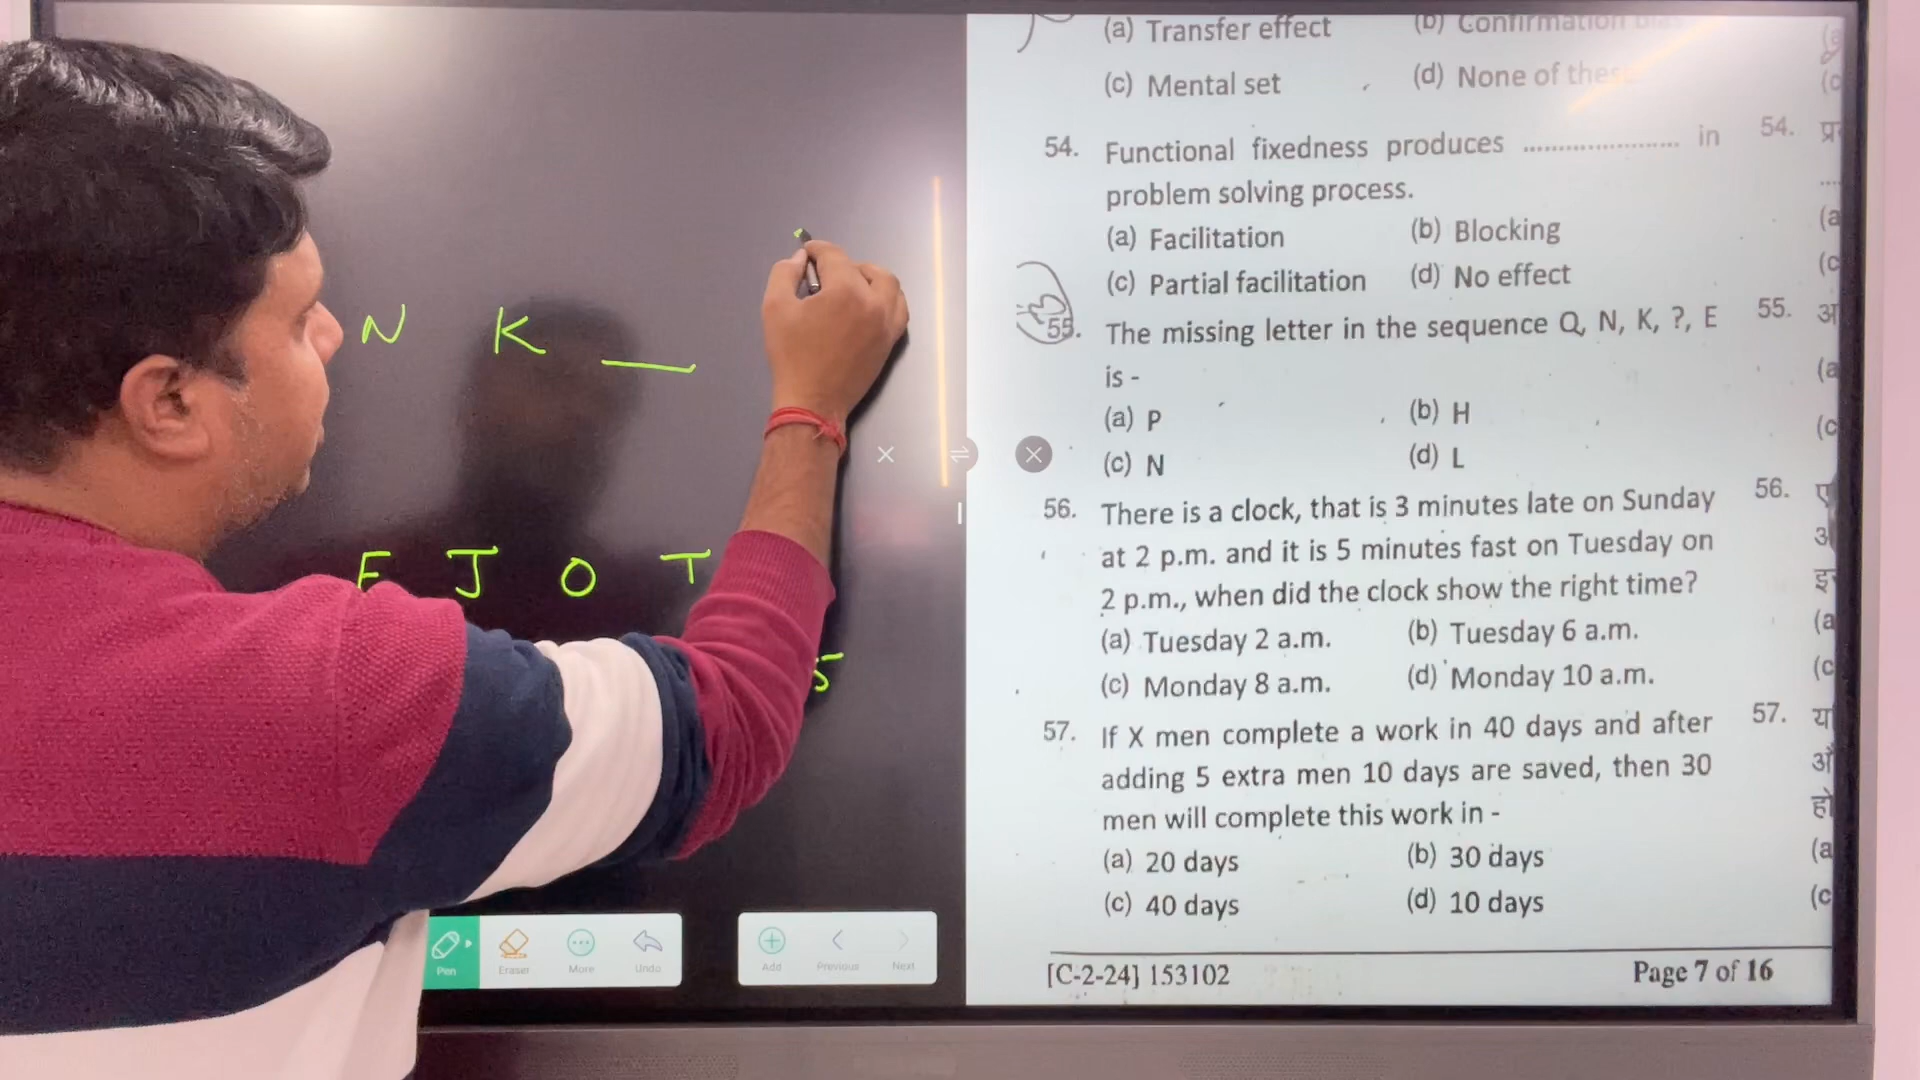 N K __
E J O T
5
(a) Transfer effect (b) Confirmation bias
(c) Mental set (d) None of these
54. Functional fixedness produces ..................... in
problem solving process.
(a) Facilitation (b) Blocking
(c) Partial facilitation (d) No effect
55. The missing letter in the sequence Q, N, K, ?, E
is -
(a) P (b) H
(c) N (d) L
56. There is a clock, that is 3 minutes late on Sunday
at 2 p.m. and it is 5 minutes fast on Tuesday on
2 p.m., when did the clock show the right time?
(a) Tuesday 2 a.m. (b) Tuesday 6 a.m.
(c) Monday 8 a.m. (d) Monday 10 a.m.
57. If X men complete a work in 40 days and after
adding 5 extra men 10 days are saved, then 30
men will complete this work in -
(a) 20 days (b) 30 days
(c) 40 days (d) 10 days
[C-2-24] 153102 Page 7 of 16
54.
....
(a
(c
55. अ
(a
(c
56. ए
(a
(c
57.
(a
(c
Pen Eraser More Undo Add Previous Next